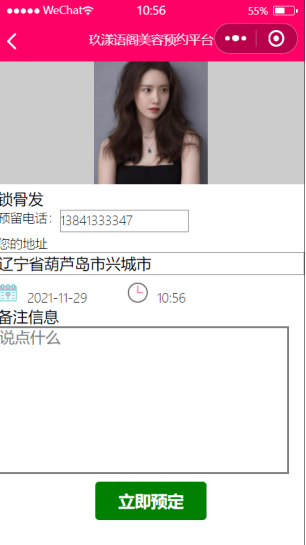 WeChat 10:56 55%
玖漾语阁美容预约平台
锁骨发
预留电话： 13841333347
您的地址
辽宁省葫芦岛市兴城市
2021-11-29 10:56
备注信息
说点什么
立即预定